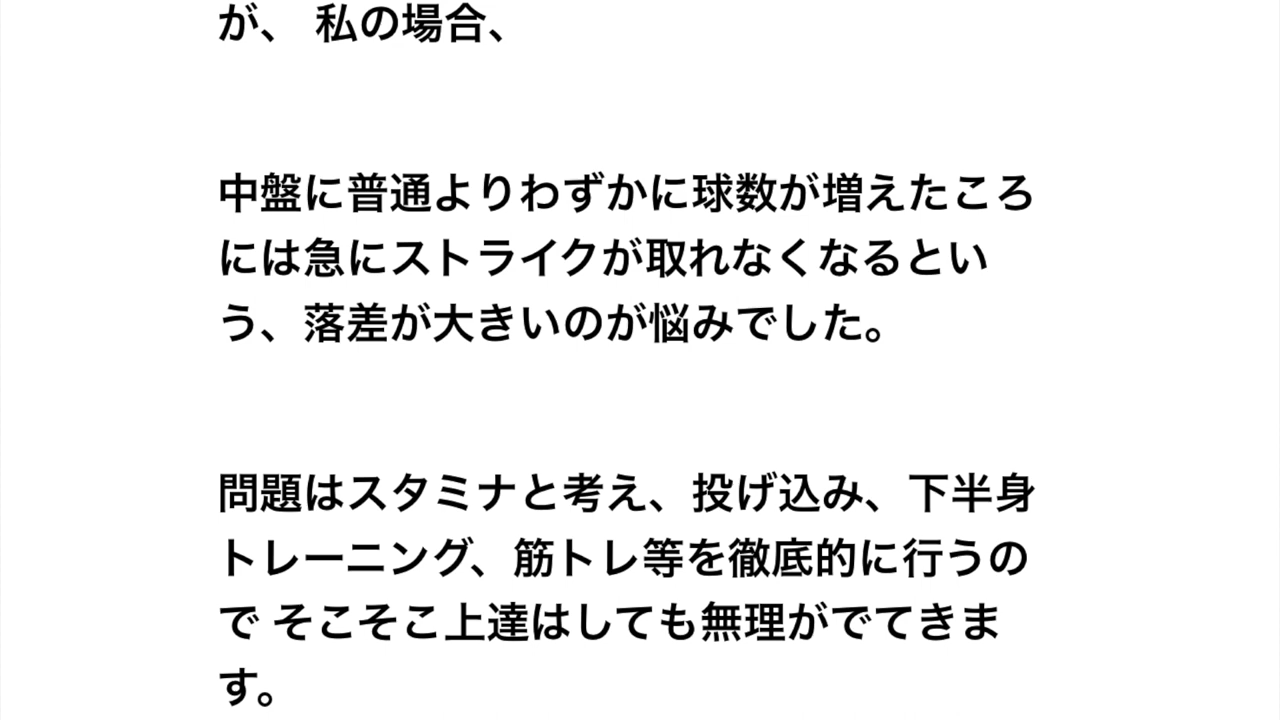 が、 私の場合、
中盤に普通よりわずかに球数が増えたころ
には急にストライクが取れなくなるとい
う、落差が大きいのが悩みでした。
問題はスタミナと考え、投げ込み、下半身
トレーニング、筋トレ等を徹底的に行うの
で そこそこ上達はしても無理がでてきま
す。